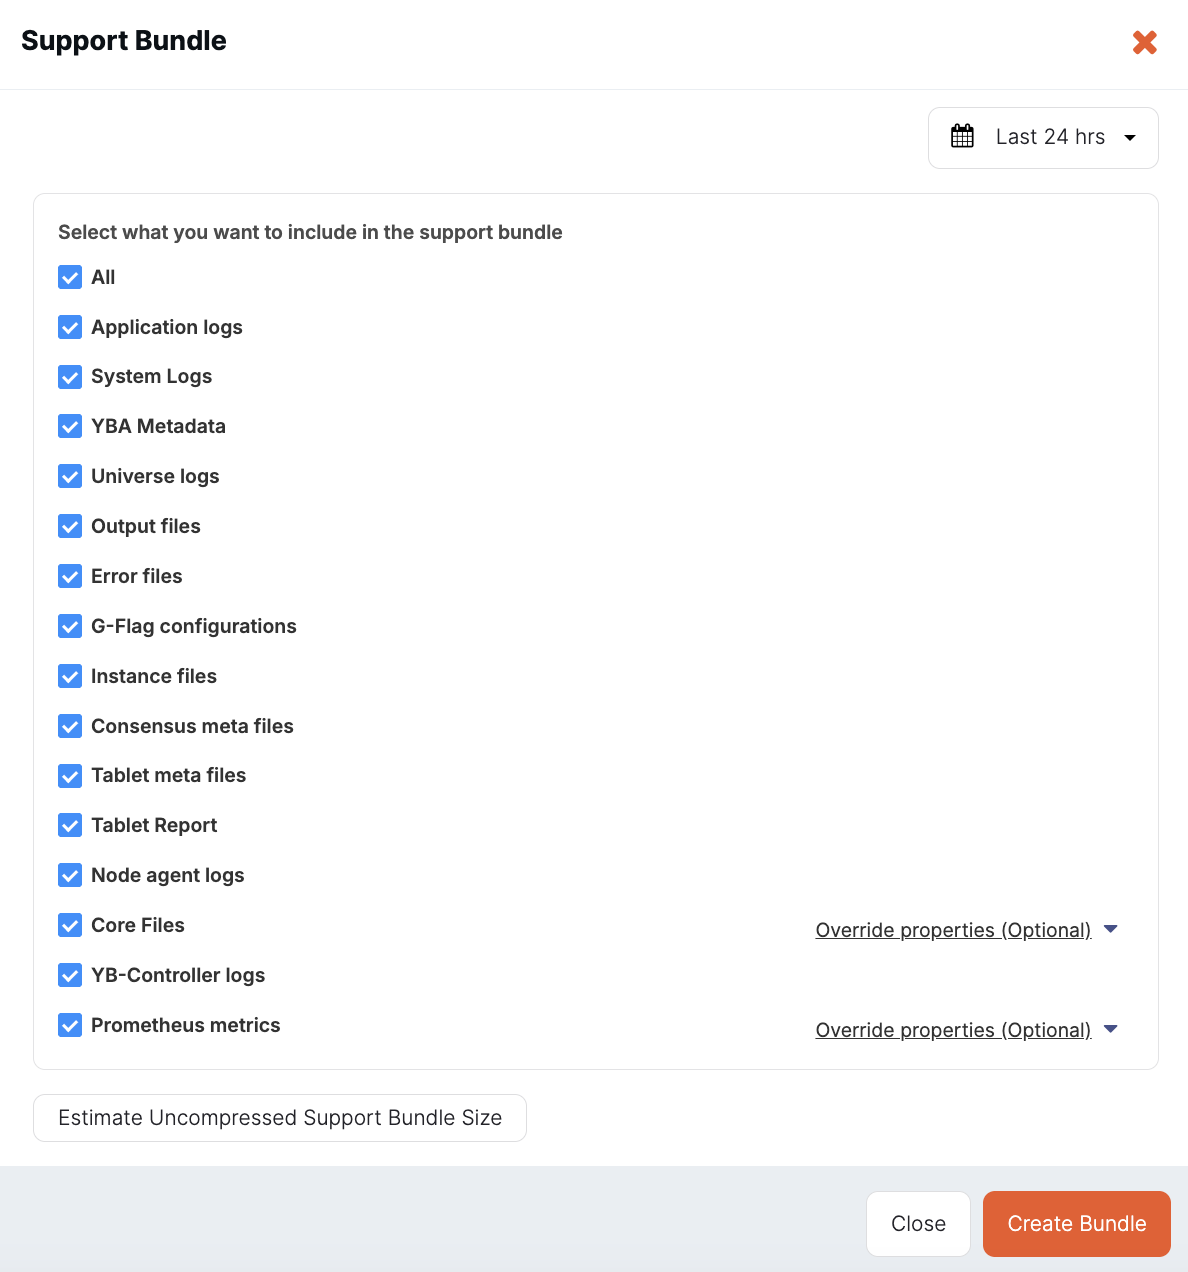 Support Bundle
Last 24 hrs
Select what you want to include in the support bundle
All
Application logs
System Logs
YBA Metadata
Universe logs
Output files
Error files
G-Flag configurations
Instance files
Consensus meta files
Tablet meta files
Tablet Report
Node agent logs
Core Files
Override properties (Optional)
YB-Controller logs
Prometheus metrics
Override properties (Optional)
Estimate Uncompressed Support Bundle Size
Close
Create Bundle